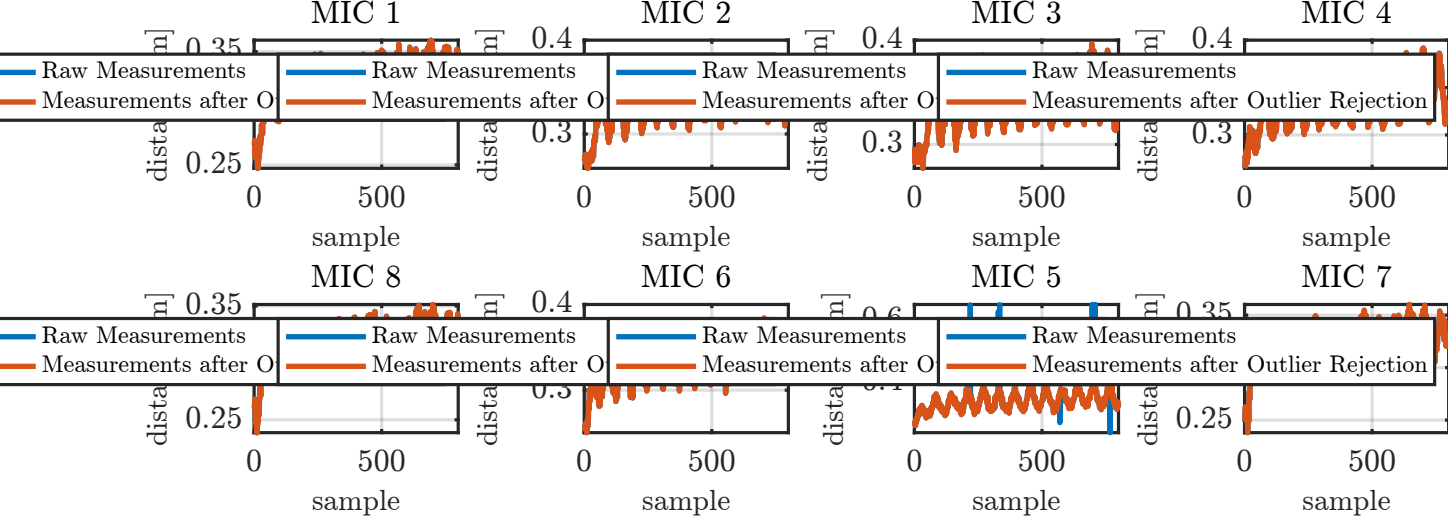 MIC 1
MIC 2
MIC 3
MIC 4
0.35
0.4
0.4
0.4
Raw Measurements
Raw Measurements
Raw Measurements
Raw Measurements
Measurements after
Measurements after
Measurements after
Measurements after Outlier Rejection
0.3
0.3
0.3
0.25
0 500
0 500
0 500
0 500
sample
sample
sample
sample
MIC 8
MIC 6
MIC 5
MIC 7
0.35
0.4
0.6
0.35
Raw Measurements
Raw Measurements
Raw Measurements
Raw Measurements
Measurements after
Measurements after
Measurements after
Measurements after Outlier Rejection
0.3
0.25
0.25
0 500
0 500
0 500
0 500
sample
sample
sample
sample